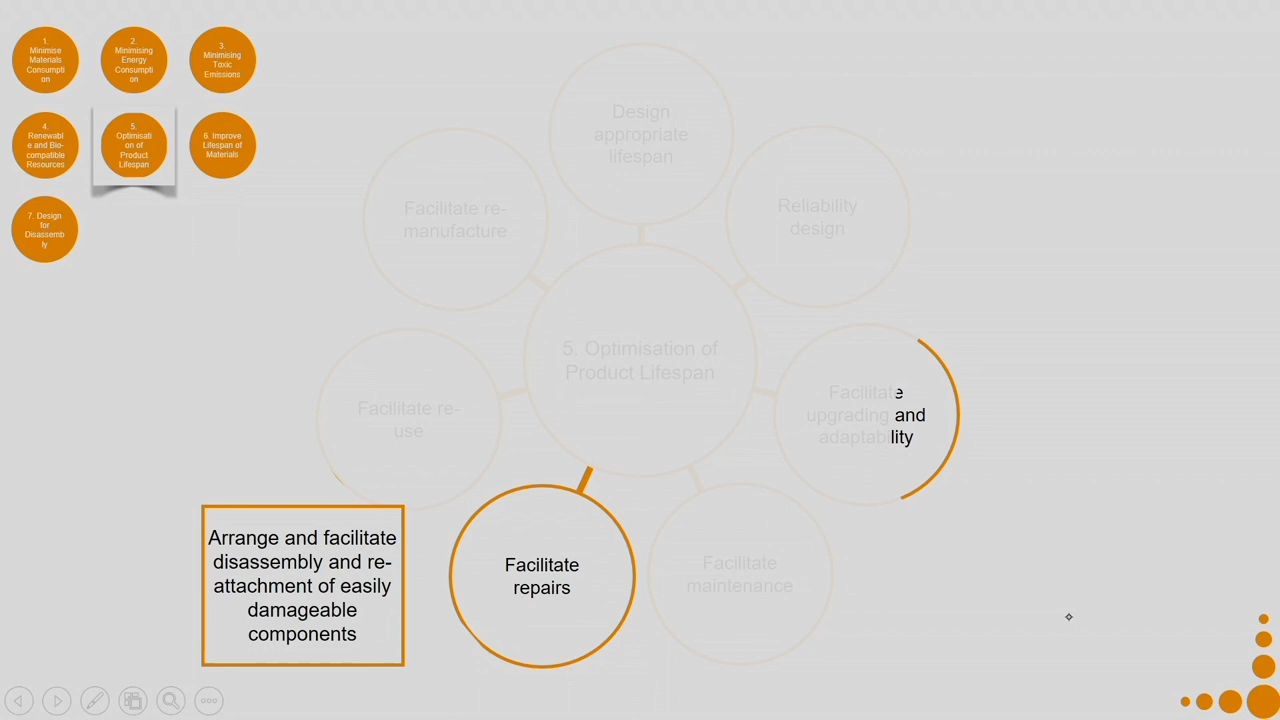 1.
Minimise
Materials
Consumpti
on
2.
Minimising
Energy
Consumpti
on
3.
Minimising
Toxic
Emissions
4.
Renewabl
e and Bio-
compatible
Resources
5.
Optimisati
on of
Product
Lifespan
6. Improve
Lifespan of
Materials
7. Design
for
Disassemb
ly
Design
appropriate
lifespan
Facilitate re-
manufacture
Reliability
design
5. Optimisation of
Product Lifespan
Facilitate
upgrading and
adaptability
Facilitate re-
use
Arrange and facilitate
disassembly and re-
attachment of easily
damageable
components
Facilitate
repairs
Facilitate
maintenance